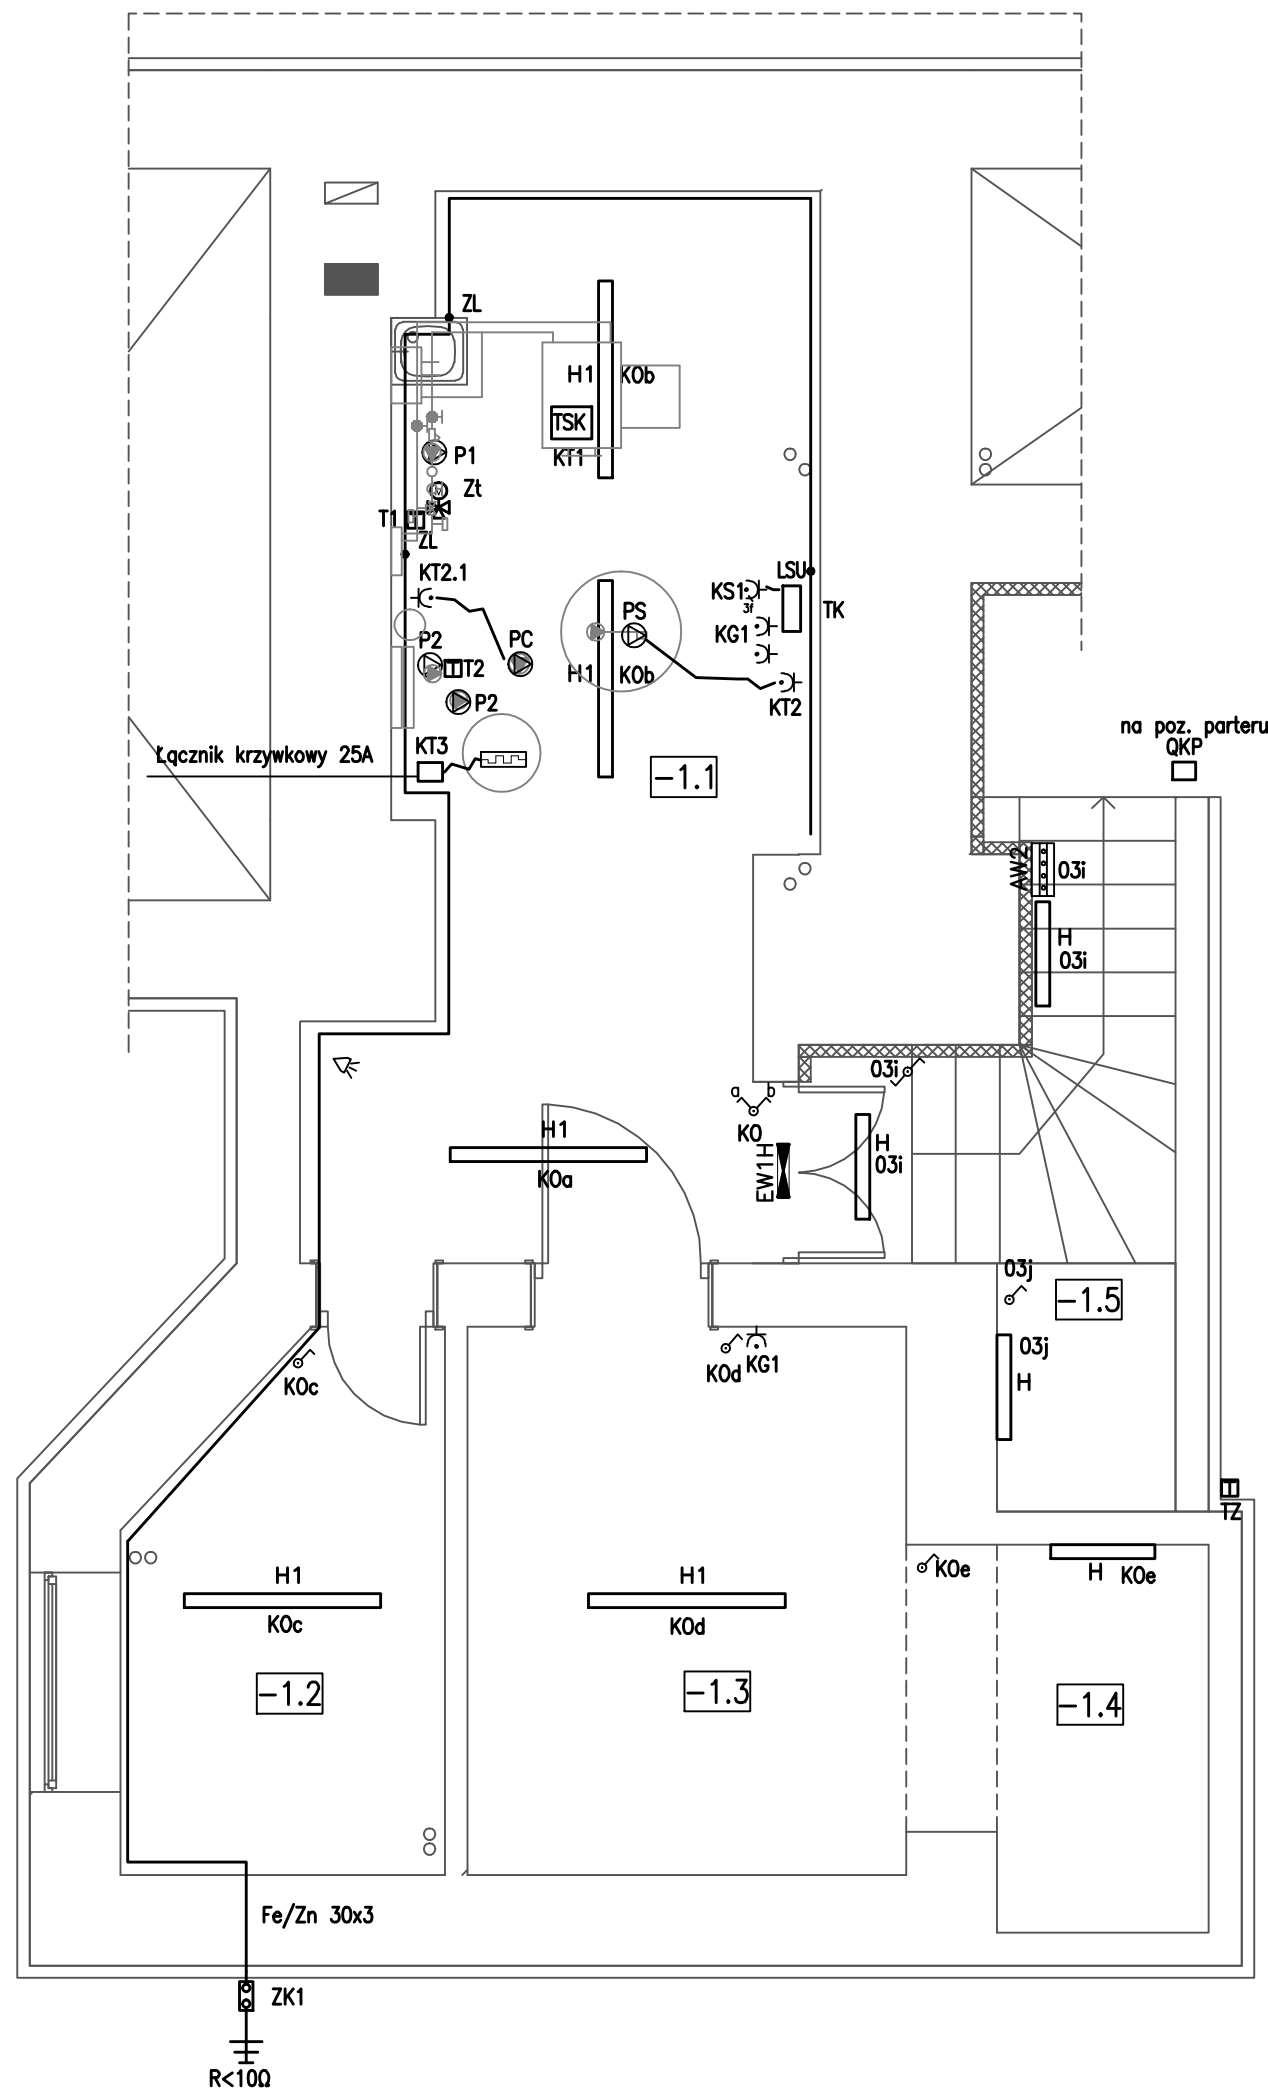 ZL
H1 K0b
TSK
KT1
P1
Zt
T1
ZL
KT2.1
LSU
KS1
3f
TK
KG1
PS
P2
T2
PC
H1 K0b
P2
KT2
KT3
Łącznik krzywkowy 25A
-1.1
na poz. parteru
QKP
AW2
03i
H
03i
03i
a b
K0
H1
K0a
EW1H
H
03i
03j
-1.5
03j
H
K0c
K0d
KG1
TZ
H1
K0c
H1
K0d
K0e
H K0e
-1.2
-1.3
-1.4
Fe/Zn 30x3
ZK1
R<10Ω